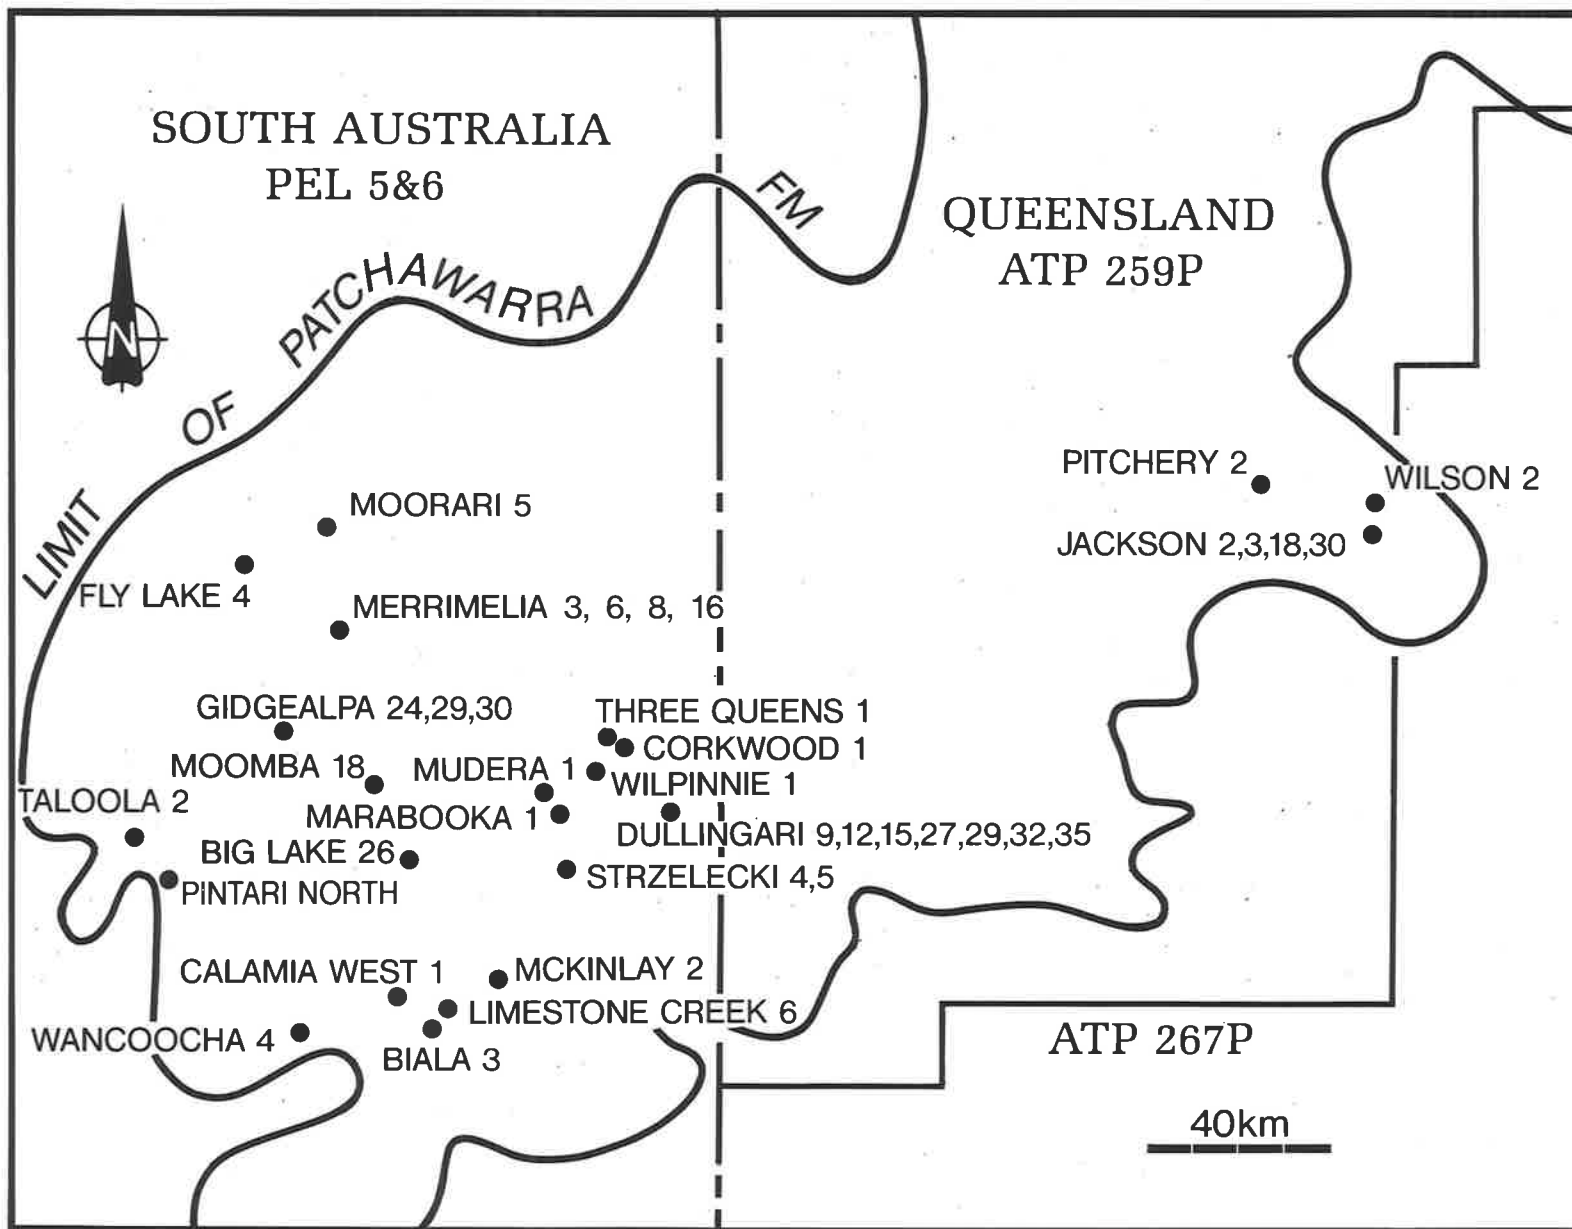 SOUTH AUSTRALIA
PEL 5&6
QUEENSLAND
ATP 259P
LIMIT OF PATCHAWARRA FM
N
PITCHERY 2
WILSON 2
JACKSON 2,3,18,30
MOORARI 5
FLY LAKE 4
MERRIMELIA 3, 6, 8, 16
GIDGEALPA 24,29,30
THREE QUEENS 1
CORKWOOD 1
MOOMBA 18
MUDERA 1
WILPINNIE 1
TALOOLA 2
MARABOOKA 1
DULLINGARI 9,12,15,27,29,32,35
BIG LAKE 26
STRZELECKI 4,5
PINTARI NORTH
CALAMIA WEST 1
MCKINLAY 2
LIMESTONE CREEK 6
WANCOOCHA 4
BIALA 3
ATP 267P
40km